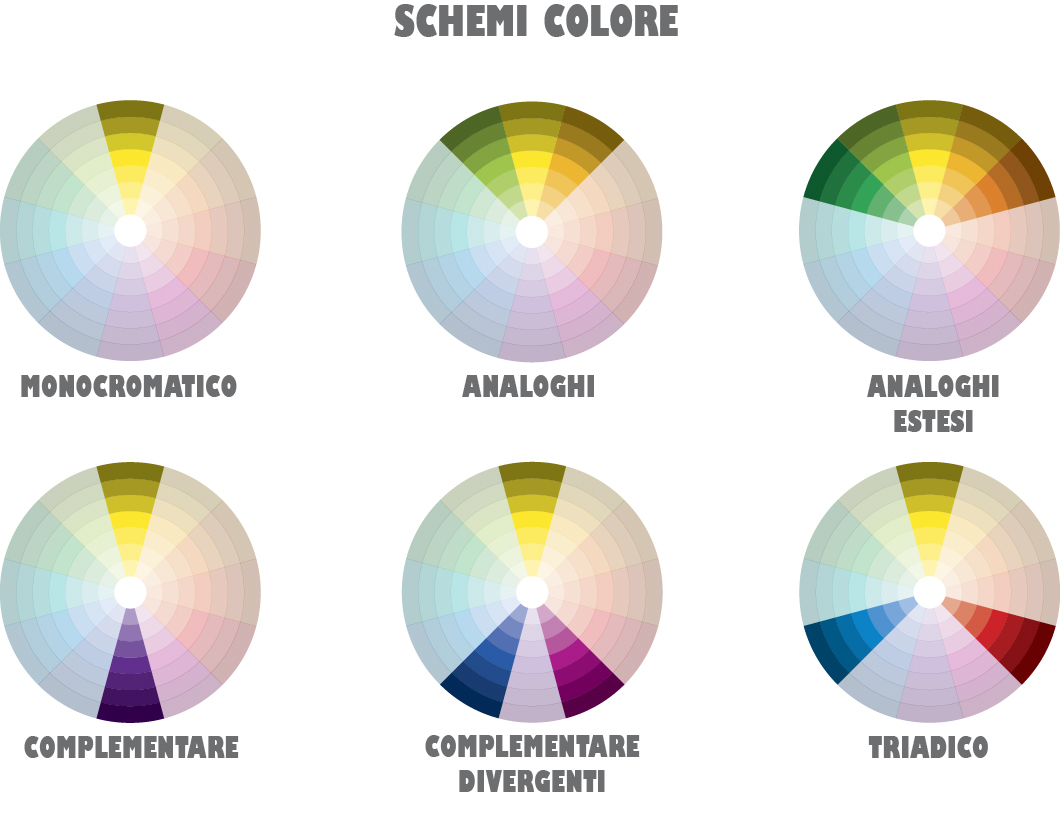 SCHEMI COLORE
MONOCROMATICO
ANALOGHI
ANALOGHI
ESTESI
COMPLEMENTARE
COMPLEMENTARE
DIVERGENTI
TRIADICO